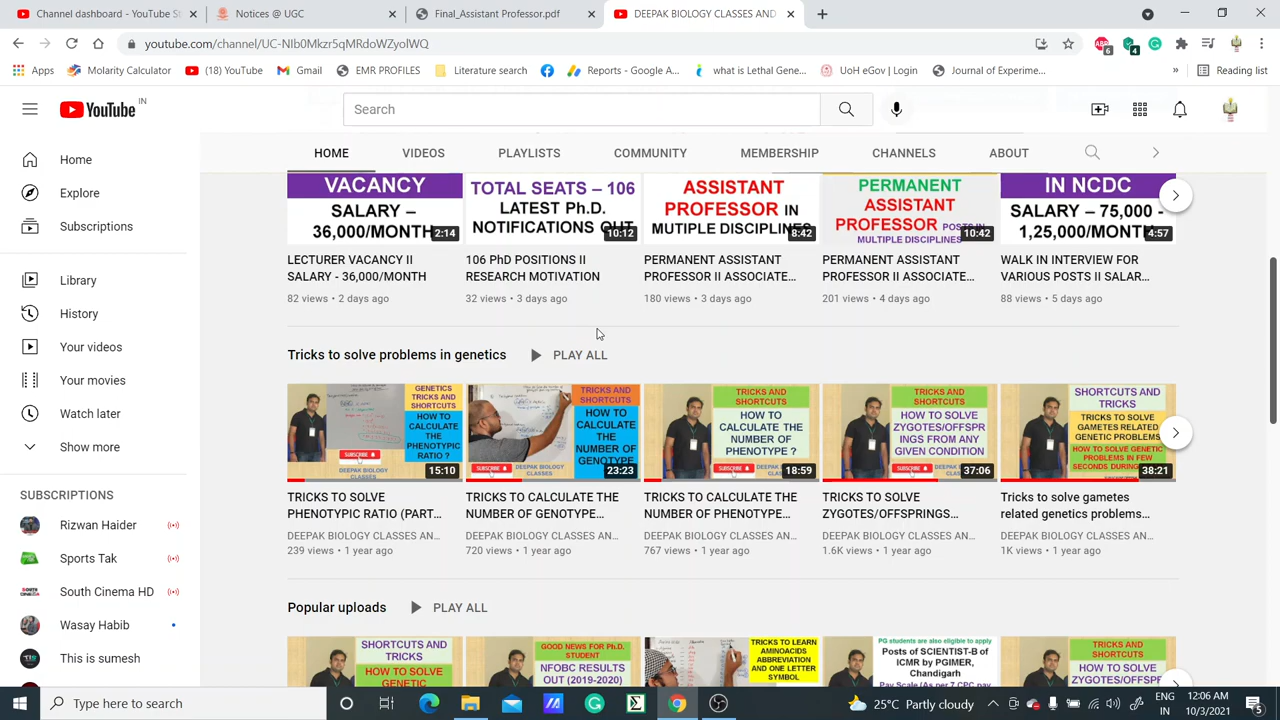 Channel dashboard - YouTube St
Notices @ UGC
Final_Assistant Professor.pdf
DEEPAK BIOLOGY CLASSES AND
youtube.com/channel/UC-NIb0Mkzr5qMRdoWZyolWQ
6
4
Apps
Molarity Calculator
(18) YouTube
Gmail
EMR PROFILES
Literature search
Reports - Google A...
what is Lethal Gene...
UoH eGov | Login
Journal of Experime...
»
Reading list
YouTube IN
Search
Home
Explore
Subscriptions
Library
History
Your videos
Your movies
Watch later
Show more
SUBSCRIPTIONS
Rizwan Haider
Sports Tak
South Cinema HD
Wasay Habib
This is sumesh
HOME
VIDEOS
PLAYLISTS
COMMUNITY
MEMBERSHIP
CHANNELS
ABOUT
VACANCY
SALARY –
36,000/MONTH
2:14
TOTAL SEATS – 106
LATEST Ph.D.
NOTIFICATIONS OUT
10:12
ASSISTANT
PROFESSOR IN
MUTIPLE DISCIPLINES
8:42
PERMANENT
ASSISTANT
PROFESSOR POSTS IN
MULTIPLE DISCIPLINES
10:42
IN NCDC
SALARY – 75,000 -
1,25,000/MONTH
4:57
LECTURER VACANCY II
SALARY - 36,000/MONTH
82 views • 2 days ago
106 PhD POSITIONS II
RESEARCH MOTIVATION
32 views • 3 days ago
PERMANENT ASSISTANT
PROFESSOR II ASSOCIATE...
180 views • 3 days ago
PERMANENT ASSISTANT
PROFESSOR II ASSOCIATE...
201 views • 4 days ago
WALK IN INTERVIEW FOR
VARIOUS POSTS II SALAR...
88 views • 5 days ago
Tricks to solve problems in genetics
PLAY ALL
GENETICS
TRICKS AND
SHORTCUTS
HOW TO
CALCULATE
THE
PHENOTYPIC
RATIO ?
SUBSCRIBE
DEEPAK BIOLOGY
CLASSES
15:10
TRICKS AND
SHORTCUTS
HOW TO
CALCULATE
THE
NUMBER OF
GENOTYPE
SUBSCRIBE
DEEPAK BIOLOGY
CLASSES
23:23
TRICKS AND
SHORTCUTS
HOW TO
CALCULATE THE
NUMBER OF
PHENOTYPE ?
SUBSCRIBE
DEEPAK BIOLOGY
CLASSES
18:59
TRICKS AND
SHORTCUTS
HOW TO SOLVE
ZYGOTES/OFFSPR
INGS FROM ANY
GIVEN CONDITION
SUBSCRIBE
DEEPAK BIOLOGY
CLASSES
37:06
SHORTCUTS AND
TRICKS
TRICKS TO SOLVE
GAMETES RELATED
GENETIC PROBLEMS
HOW TO SOLVE GENETIC
PROBLEMS IN FEW
SECONDS DURING
38:21
TRICKS TO SOLVE
PHENOTYPIC RATIO (PART...
DEEPAK BIOLOGY CLASSES AN...
239 views • 1 year ago
TRICKS TO CALCULATE THE
NUMBER OF GENOTYPE...
DEEPAK BIOLOGY CLASSES AN...
720 views • 1 year ago
TRICKS TO CALCULATE THE
NUMBER OF PHENOTYPE...
DEEPAK BIOLOGY CLASSES AN...
767 views • 1 year ago
TRICKS TO SOLVE
ZYGOTES/OFFSPRINGS...
DEEPAK BIOLOGY CLASSES AN...
1.6K views • 1 year ago
Tricks to solve gametes
related genetics problems...
DEEPAK BIOLOGY CLASSES AN...
1K views • 1 year ago
Popular uploads
PLAY ALL
SHORTCUTS AND
TRICKS
HOW TO SOLVE
GENETIC
GOOD NEWS FOR Ph.D.
STUDENT
NFOBC RESULTS
OUT (2019-2020)
TRICKS TO LEARN
AMINOACIDS
ABBREVATION
AND ONE LETTER
SYMBOL
PG students are also eligible to apply
Posts of SCIENTIST-B of
ICMR by PGIMER,
Chandigarh
Pay Scale (As per 7 CPC pay
TRICKS AND
SHORTCUTS
HOW TO SOLVE
ZYGOTES/OFFSP
Type here to search
25°C Partly cloudy
ENG
IN
12:06 AM
10/3/2021
5